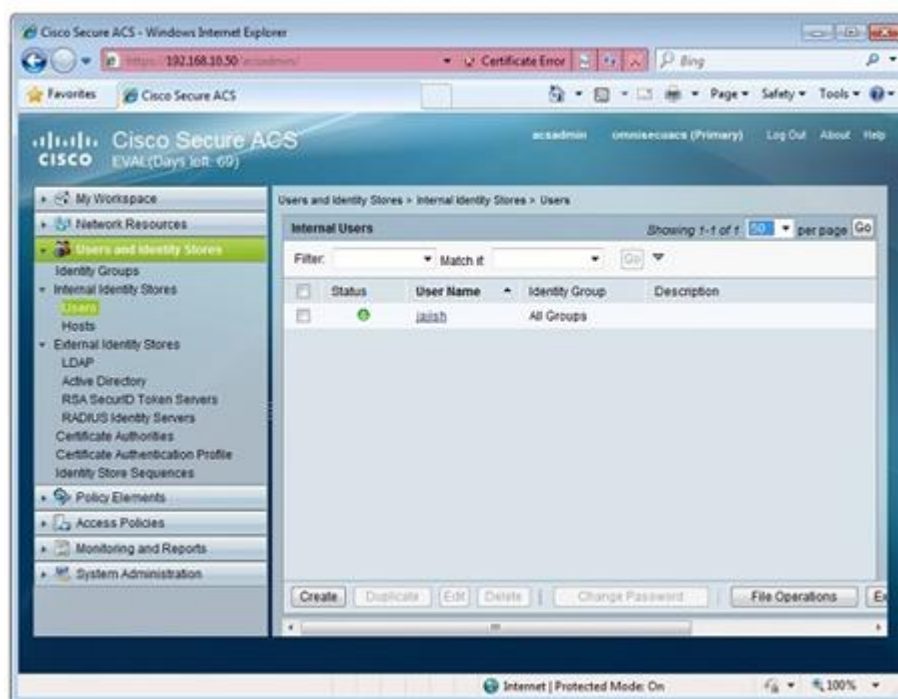 Cisco Secure ACS - Windows Internet Explorer
https 192.168.10.50 Certificate Error Bing
Favorites Cisco Secure ACS Page Safety Tools
CISCO Cisco Secure ACS
EVAL(Days left: 69)
acsadmin omnisecuacs (Primary) Log Out About Help
My Workspace
Network Resources
Users and Identity Stores
Identity Groups
Internal Identity Stores
Users
Hosts
External Identity Stores
LDAP
Active Directory
RSA SecurID Token Servers
RADIUS Identity Servers
Certificate Authorities
Certificate Authentication Profile
Identity Store Sequences
Policy Elements
Access Policies
Monitoring and Reports
System Administration
Users and Identity Stores > Internal Identity Stores > Users
Internal Users Showing 1-1 of 1 50 per page Go
Filter: Match if: Go
Status User Name Identity Group Description
jajish All Groups
Create Duplicate Edit Delete | Change Password | File Operations Ex
Internet | Protected Mode: On 100%